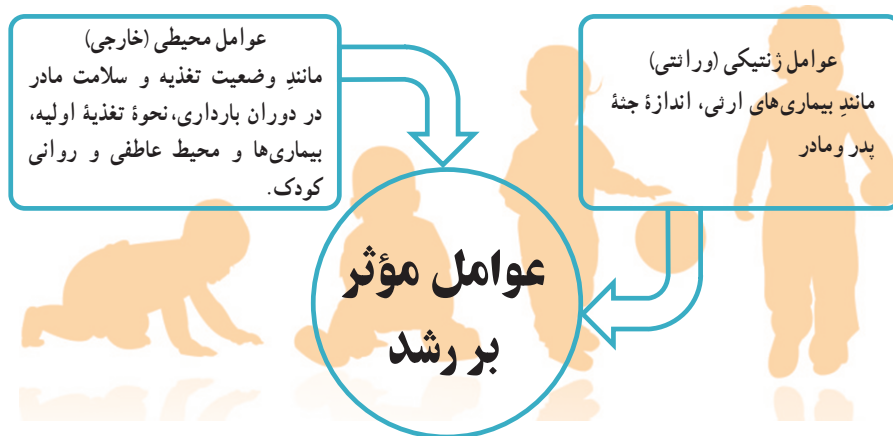 عوامل ژنتیکی (وراثتی)
مانندِ بیماری‌های ارثی، اندازهٔ جثهٔ
پدر ومادر
عوامل محیطی (خارجی)
مانندِ وضعیت تغذیه و سلامت مادر
در دوران بارداری،نحوهٔ تغذیهٔ اولیه،
بیماری‌ها و محیط عاطفی و روانی
کودک.
عوامل مؤثر
بر رشد